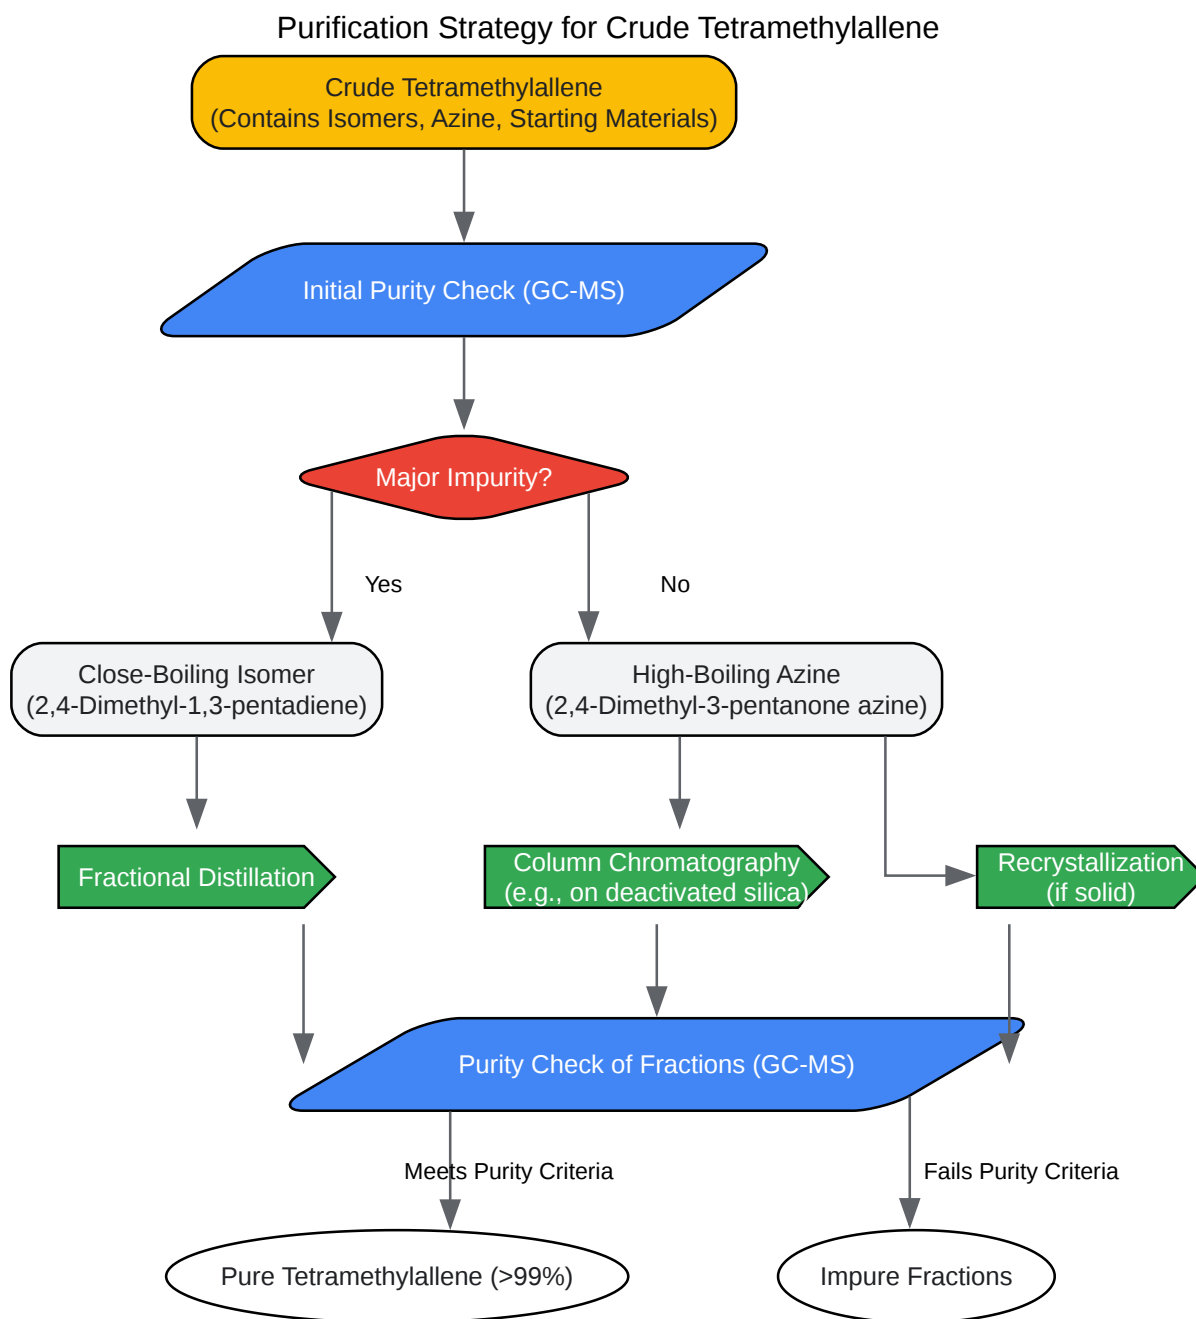 Purification Strategy for Crude Tetramethylallene
Crude Tetramethylallene
(Contains Isomers, Azine, Starting Materials)
Initial Purity Check (GC-MS)
Major Impurity?
Yes
No
Close-Boiling Isomer
(2,4-Dimethyl-1,3-pentadiene)
High-Boiling Azine
(2,4-Dimethyl-3-pentanone azine)
Fractional Distillation
Column Chromatography
(e.g., on deactivated silica)
Recrystallization
(if solid)
Purity Check of Fractions (GC-MS)
Meets Purity Criteria
Fails Purity Criteria
Pure Tetramethylallene (>99%)
Impure Fractions